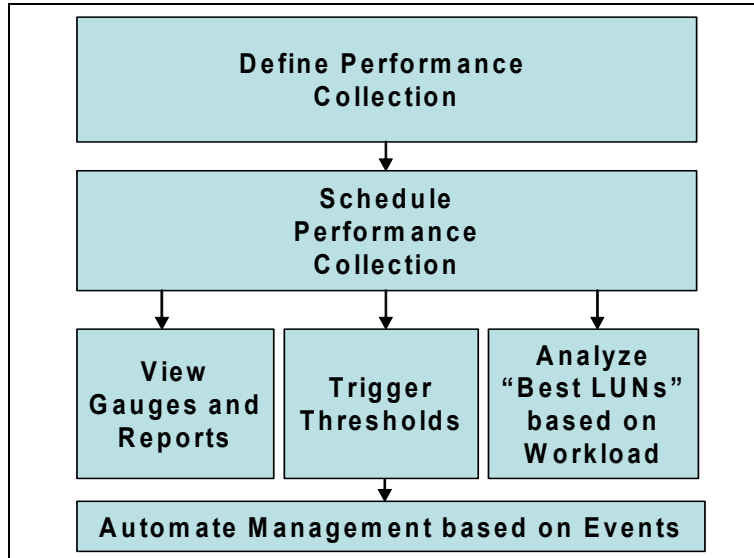 Define Performance
Collection
Schedule
Performance
Collection
View
Gauges and
Reports
Trigger
Thresholds
Analyze
“Best LUNs”
based on
Workload
Automate Management based on Events